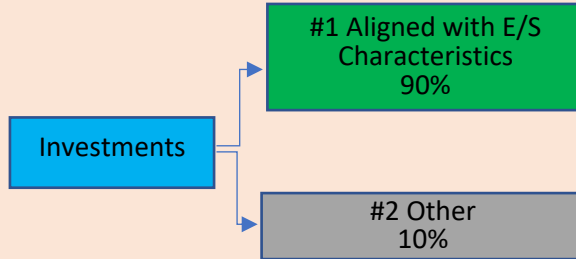 #1 Aligned with E/S
Characteristics
90%
Investments
#2 Other
10%